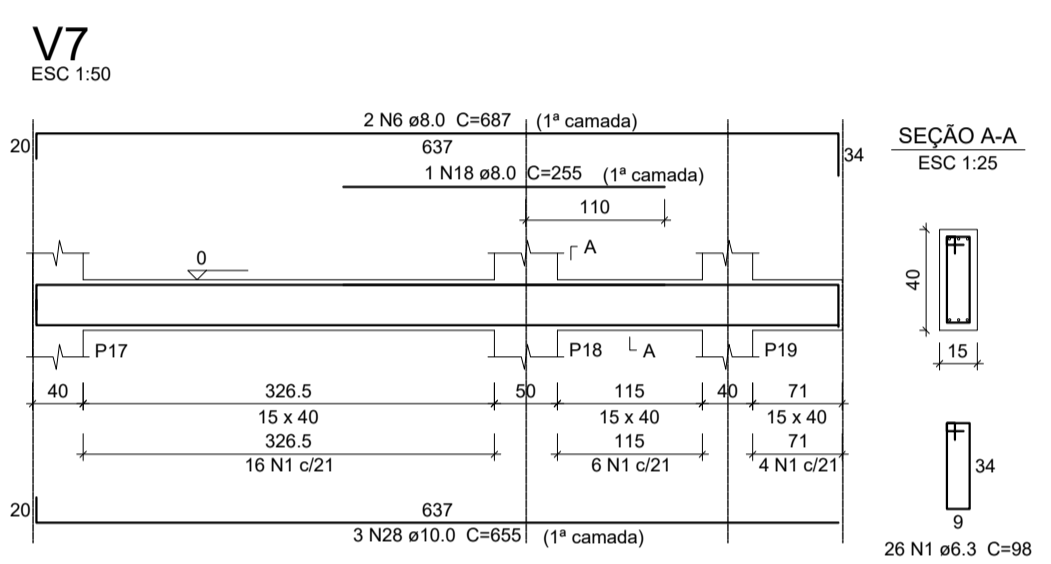 V7
ESC 1:50
2 N6 ø8.0 C=687 (1ª camada)
20
637
34
1 N18 ø8.0 C=255 (1ª camada)
110
SEÇÃO A-A
ESC 1:25
0
A
40
15
P17
P18
A
P19
40
326.5
50
115
40
71
15 x 40
15 x 40
15 x 40
326.5
115
71
16 N1 c/21
6 N1 c/21
4 N1 c/21
34
9
26 N1 ø6.3 C=98
20
637
3 N28 ø10.0 C=655 (1ª camada)